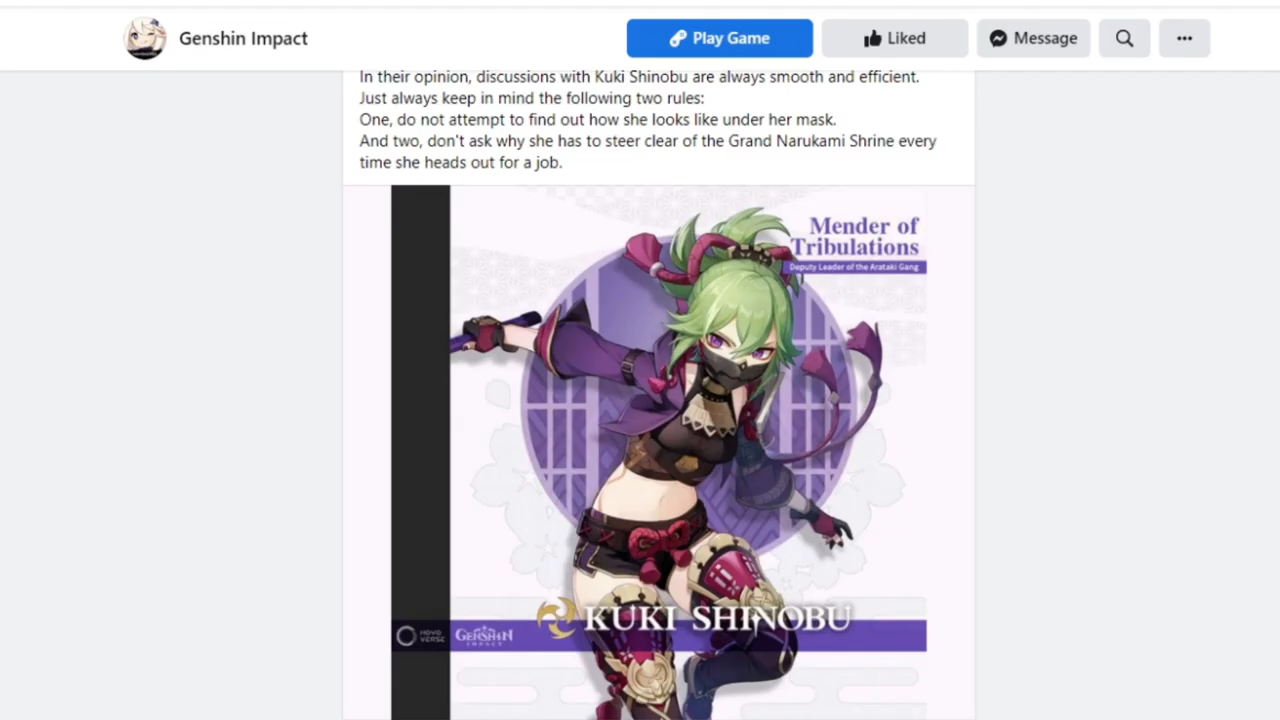 Genshin Impact
Play Game
Liked
Message
In their opinion, discussions with Kuki Shinobu are always smooth and efficient.
Just always keep in mind the following two rules:
One, do not attempt to find out how she looks like under her mask.
And two, don't ask why she has to steer clear of the Grand Narukami Shrine every
time she heads out for a job.
Mender of
Tribulations
Deputy Leader of the Arataki Gang
KUKI SHINOBU
HOYO
VERSE
GENSHIN
IMPACT